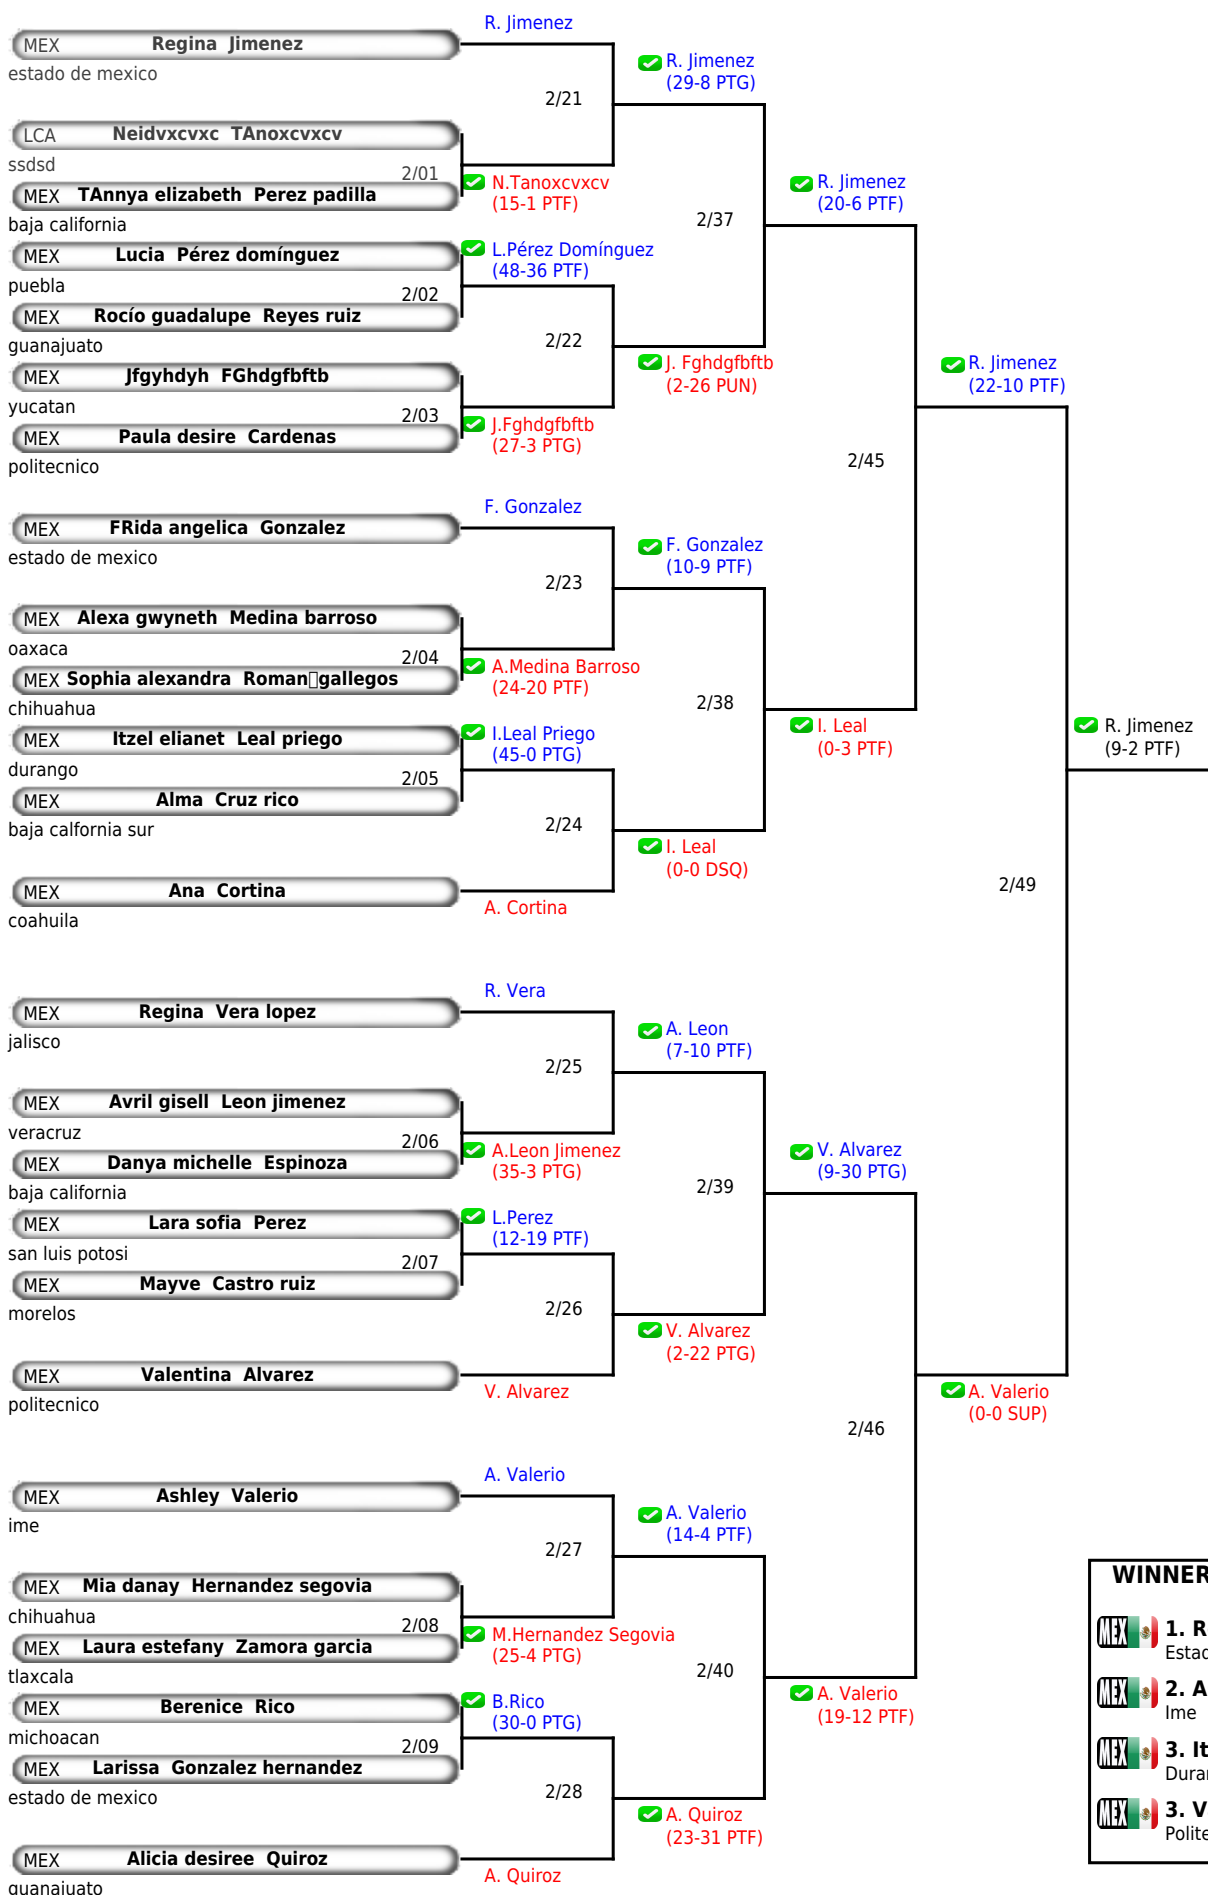 R. Jimenez
MEX Regina Jimenez
estado de mexico
R. Jimenez
(29-8 PTG)
2/21
LCA Neidvxcvxc TAnoxcvxcv
ssdsd
2/01
N.Tanoxcvxcv
(15-1 PTF)
MEX TAnnya elizabeth Perez padilla
baja california
R. Jimenez
(20-6 PTF)
2/37
MEX Lucia Pérez domínguez
puebla
L.Pérez Domínguez
(48-36 PTF)
2/02
MEX Rocío guadalupe Reyes ruiz
guanajuato
2/22
J. Fghdgfbftb
(2-26 PUN)
MEX Jfgyhdyh FGhdgfbftb
yucatan
2/03
J.Fghdgfbftb
(27-3 PTG)
MEX Paula desire Cardenas
politecnico
R. Jimenez
(22-10 PTF)
2/45
F. Gonzalez
MEX FRida angelica Gonzalez
estado de mexico
F. Gonzalez
(10-9 PTF)
2/23
MEX Alexa gwyneth Medina barroso
oaxaca
2/04
A.Medina Barroso
(24-20 PTF)
MEX Sophia alexandra Roman▯gallegos
chihuahua
2/38
I. Leal
(0-3 PTF)
MEX Itzel elianet Leal priego
durango
I.Leal Priego
(45-0 PTG)
2/05
MEX Alma Cruz rico
baja calfornia sur
2/24
I. Leal
(0-0 DSQ)
MEX Ana Cortina
coahuila
A. Cortina
R. Jimenez
(9-2 PTF)
2/49
R. Vera
MEX Regina Vera lopez
jalisco
A. Leon
(7-10 PTF)
2/25
MEX Avril gisell Leon jimenez
veracruz
2/06
A.Leon Jimenez
(35-3 PTG)
MEX Danya michelle Espinoza
baja california
V. Alvarez
(9-30 PTG)
2/39
MEX Lara sofia Perez
san luis potosi
L.Perez
(12-19 PTF)
2/07
MEX Mayve Castro ruiz
morelos
2/26
V. Alvarez
(2-22 PTG)
MEX Valentina Alvarez
politecnico
V. Alvarez
A. Valerio
(0-0 SUP)
2/46
A. Valerio
MEX Ashley Valerio
ime
A. Valerio
(14-4 PTF)
2/27
MEX Mia danay Hernandez segovia
chihuahua
2/08
M.Hernandez Segovia
(25-4 PTG)
MEX Laura estefany Zamora garcia
tlaxcala
2/40
A. Valerio
(19-12 PTF)
MEX Berenice Rico
michoacan
B.Rico
(30-0 PTG)
2/09
MEX Larissa Gonzalez hernandez
estado de mexico
2/28
A. Quiroz
(23-31 PTF)
MEX Alicia desiree Quiroz
guanajuato
A. Quiroz
WINNER
MEX 1. R
Estad
MEX 2. A
Ime
MEX 3. It
Duran
MEX 3. V
Polite